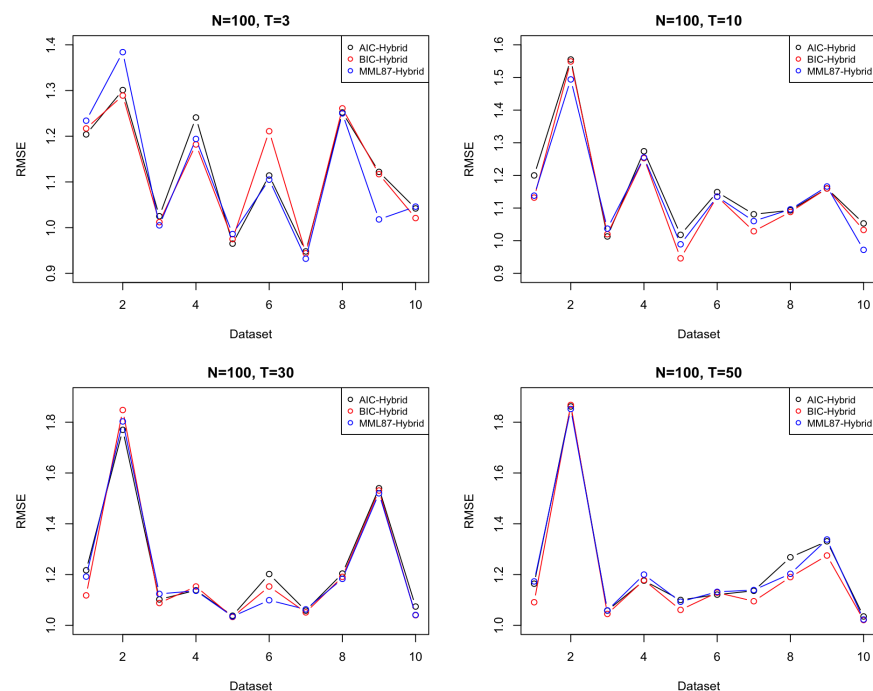 N=100, T=3
RMSE
1.4
1.3
1.2
1.1
1.0
0.9
AIC-Hybrid
BIC-Hybrid
MML87-Hybrid
2 4 6 8 10
Dataset
N=100, T=10
RMSE
1.6
1.5
1.4
1.3
1.2
1.1
1.0
0.9
AIC-Hybrid
BIC-Hybrid
MML87-Hybrid
2 4 6 8 10
Dataset
N=100, T=30
RMSE
1.8
1.6
1.4
1.2
1.0
AIC-Hybrid
BIC-Hybrid
MML87-Hybrid
2 4 6 8 10
Dataset
N=100, T=50
RMSE
1.8
1.6
1.4
1.2
1.0
AIC-Hybrid
BIC-Hybrid
MML87-Hybrid
2 4 6 8 10
Dataset